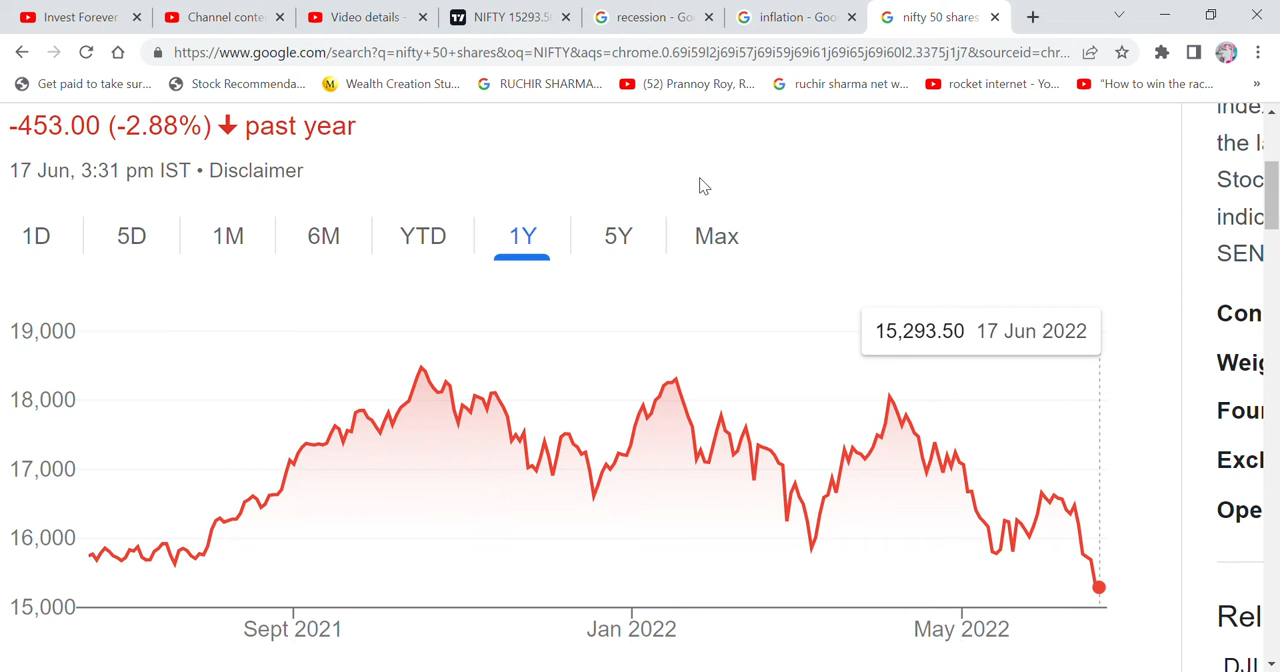 Invest Forever
Channel conte
Video details -
NIFTY 15293.5
recession - Goo
inflation - Goo
nifty 50 shares
https://www.google.com/search?q=nifty+50+shares&oq=NIFTY&aqs=chrome.0.69i59l2j69i57j69i59j69i61j69i65j69i60l2.3375j1j7&sourceid=chr...
Get paid to take sur...
Stock Recommenda...
Wealth Creation Stu...
RUCHIR SHARMA...
(52) Prannoy Roy, R...
ruchir sharma net w...
rocket internet - Yo...
"How to win the rac...
»
-453.00 (-2.88%) ↓ past year
17 Jun, 3:31 pm IST • Disclaimer
1D 5D 1M 6M YTD 1Y 5Y Max
15,293.50 17 Jun 2022
19,000
18,000
17,000
16,000
15,000
Sept 2021 Jan 2022 May 2022
inde
the l
Stoc
indic
SEN
Con
Weig
Four
Excl
Ope
Rel
DJI